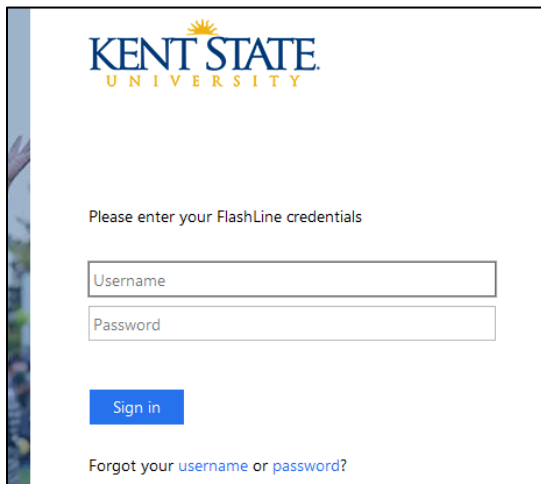 KENT STATE
UNIVERSITY
Please enter your FlashLine credentials
Username
Password
Sign in
Forgot your username or password?